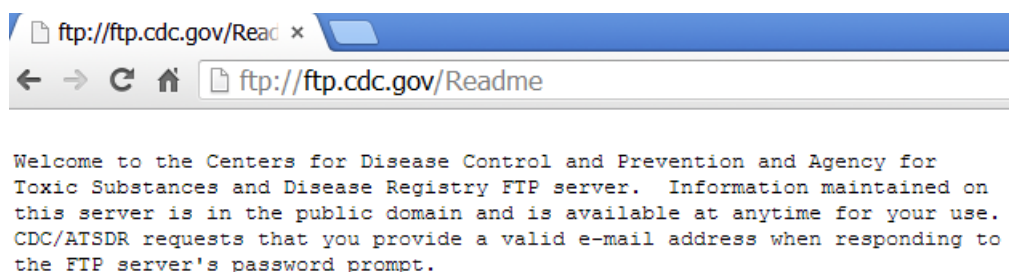 ftp://ftp.cdc.gov/Read
ftp://ftp.cdc.gov/Readme
Welcome to the Centers for Disease Control and Prevention and Agency for
Toxic Substances and Disease Registry FTP server.  Information maintained on
this server is in the public domain and is available at anytime for your use.
CDC/ATSDR requests that you provide a valid e-mail address when responding to
the FTP server's password prompt.